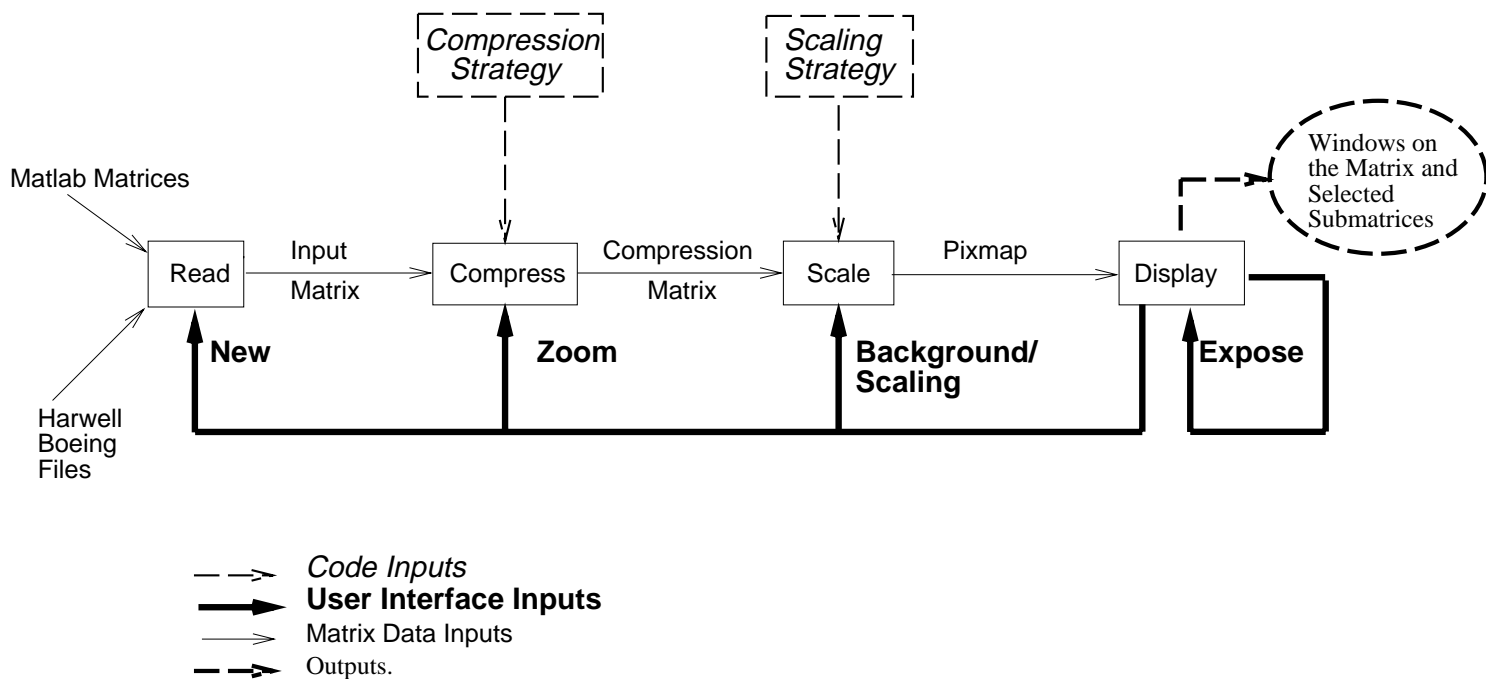 Compression
Strategy
Scaling
Strategy
Windows on
the Matrix and
Selected
Submatrices
Matlab Matrices
Read
Input
Matrix
Compress
Compression
Matrix
Scale
Pixmap
Display
New
Zoom
Background/
Scaling
Expose
Harwell
Boeing
Files
Code Inputs
User Interface Inputs
Matrix Data Inputs
Outputs.